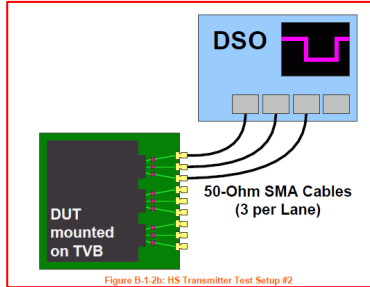 DSO
50-Ohm SMA Cables
(3 per Lane)
DUT
mounted
on TVB
Figure B-1-2b: HS Transmitter Test Setup #2